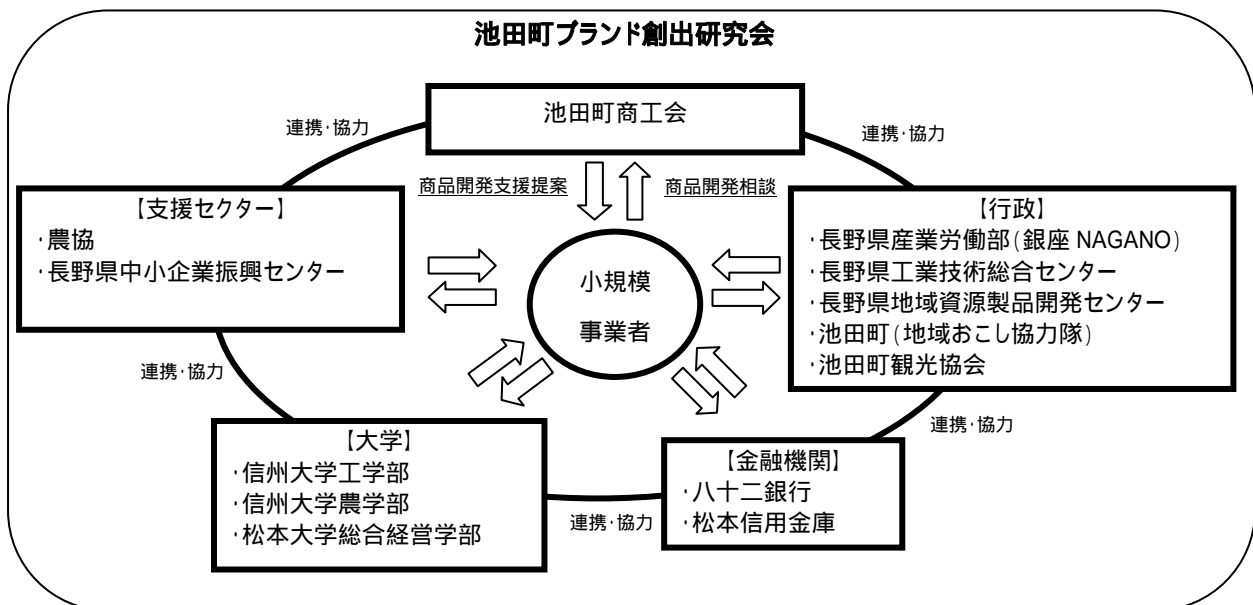 池田町ブランド創出研究会
池田町商工会
連携・協力
連携・協力
商品開発支援提案
商品開発相談
【支援セクター】
・農協
・長野県中小企業振興センター
小規模
事業者
【行政】
・長野県産業労働部(銀座 NAGANO)
・長野県工業技術総合センター
・長野県地域資源製品開発センター
・池田町(地域おこし協力隊)
・池田町観光協会
連携・協力
連携・協力
【大学】
・信州大学工学部
・信州大学農学部
・松本大学総合経営学部
連携・協力
【金融機関】
・八十二銀行
・松本信用金庫